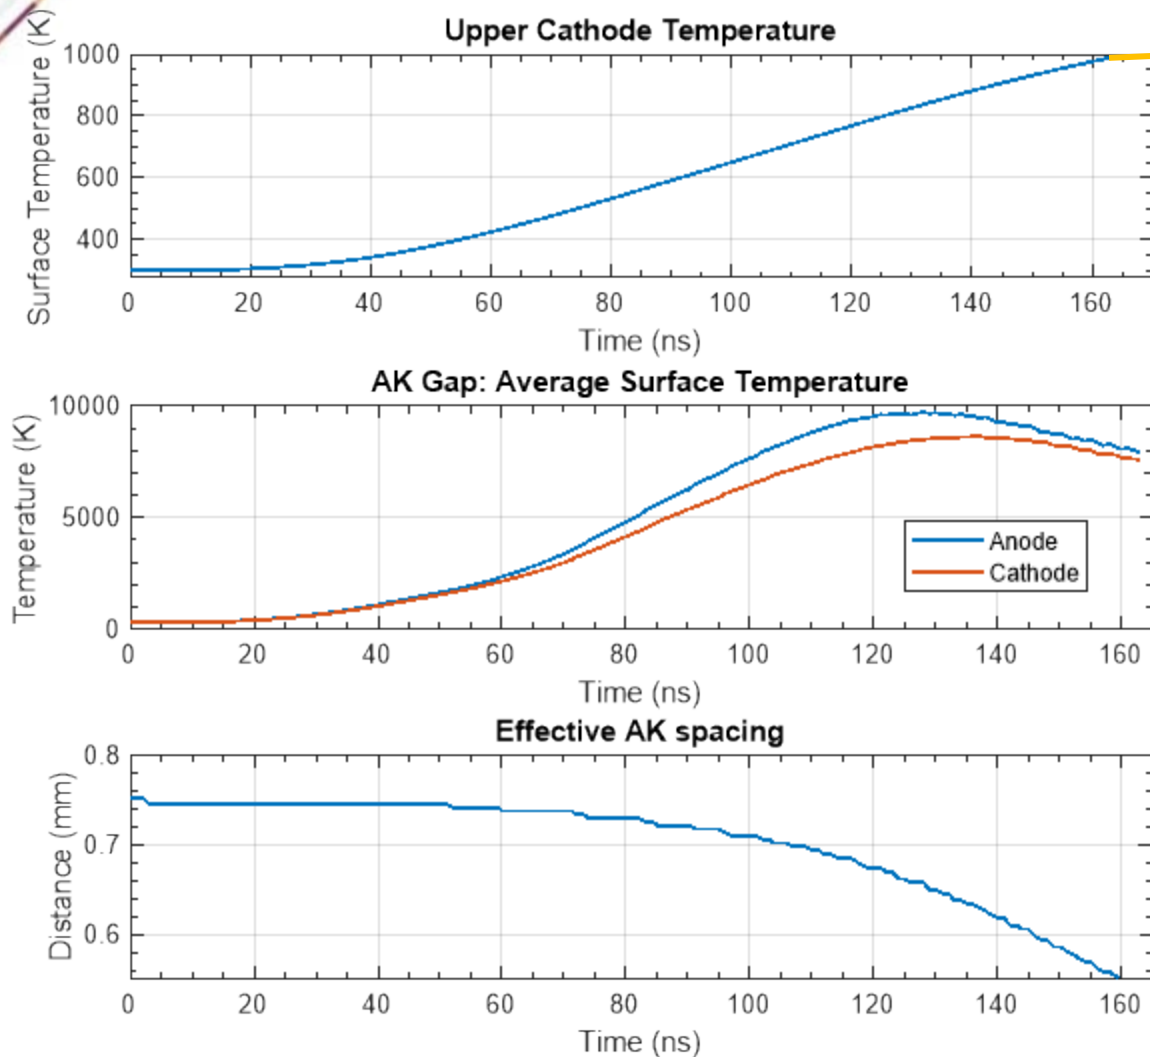 Upper Cathode Temperature
Surface Temperature (K)
1000
800
600
400
0 20 40 60 80 100 120 140 160
Time (ns)
AK Gap: Average Surface Temperature
Temperature (K)
10000
5000
0
Anode
Cathode
0 20 40 60 80 100 120 140 160
Time (ns)
Effective AK spacing
Distance (mm)
0.8
0.7
0.6
0 20 40 60 80 100 120 140 160
Time (ns)